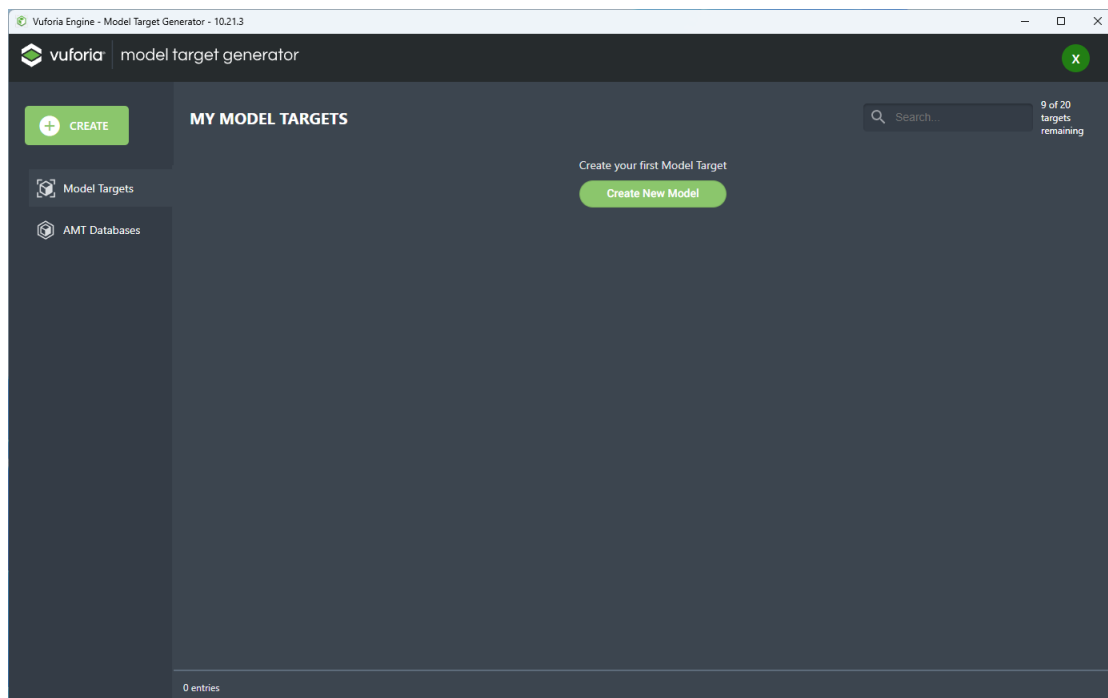 Vuforia Engine - Model Target Generator - 10.21.3
vuforia model target generator
X
CREATE
MY MODEL TARGETS
Search...
9 of 20
targets
remaining
Create your first Model Target
Create New Model
Model Targets
AMT Databases
0 entries